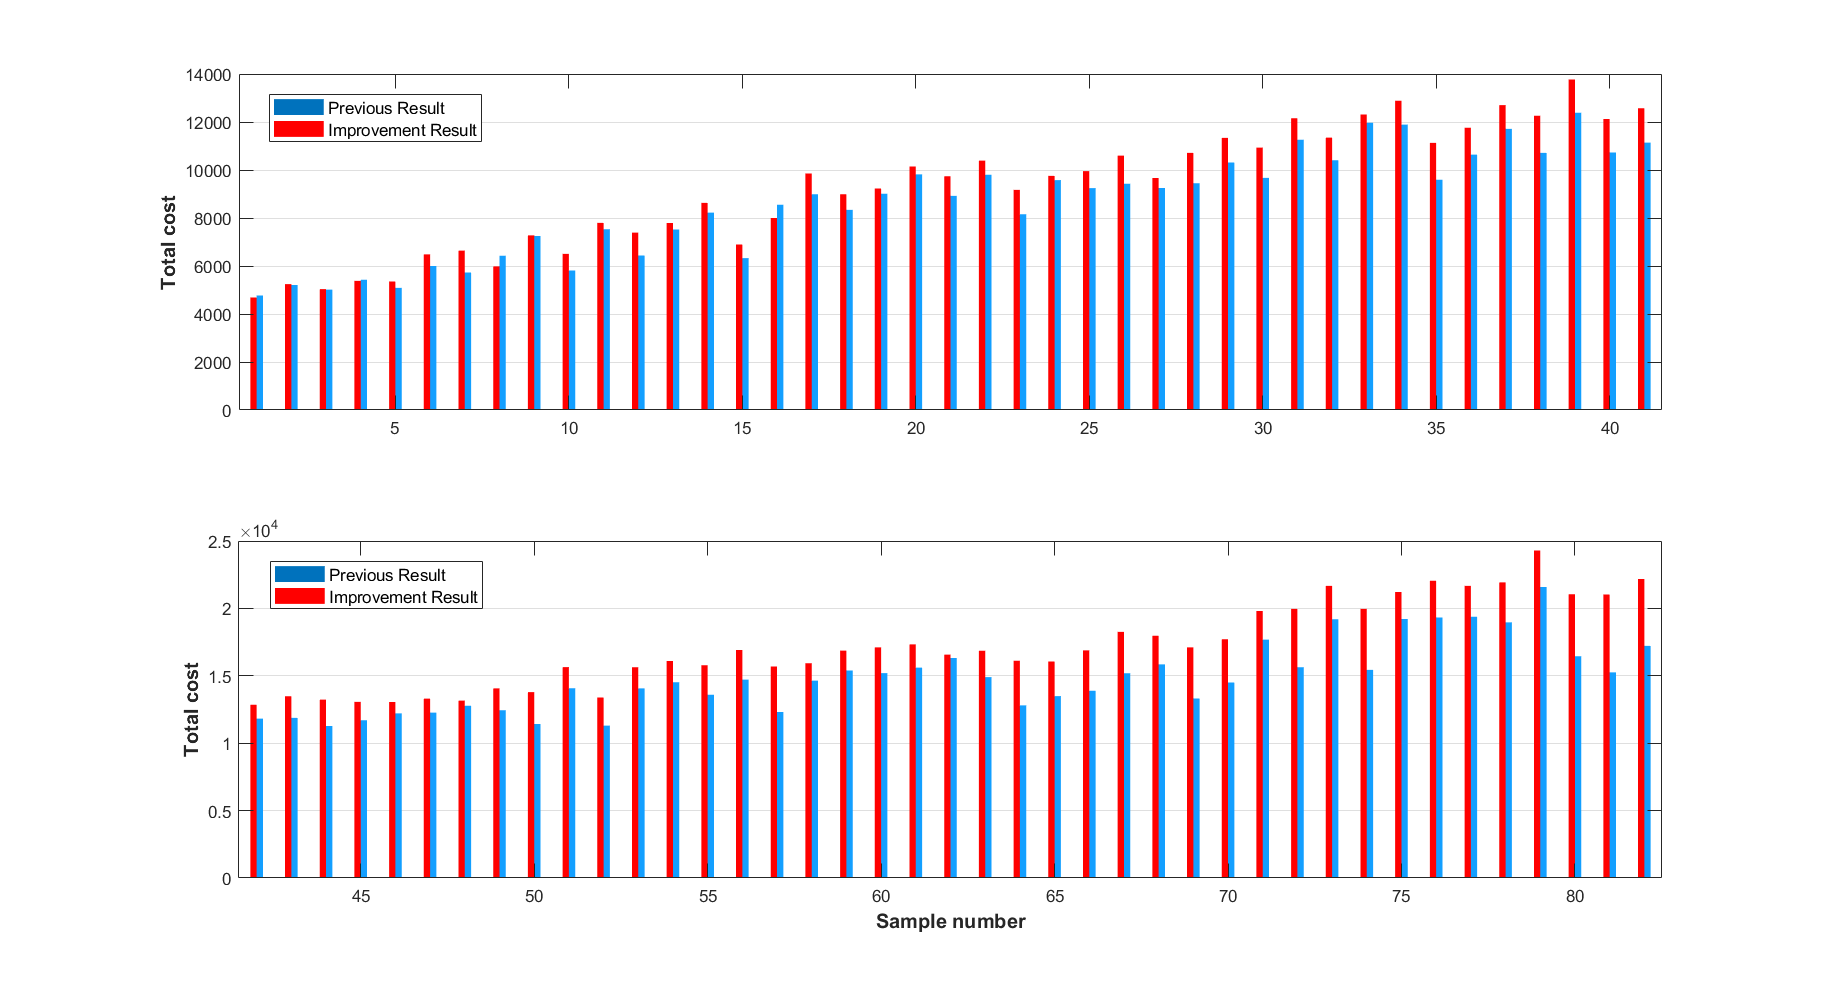 14000
12000
10000
8000
6000
4000
2000
0
Total cost
Previous Result
Improvement Result
5 10 15 20 25 30 35 40
×10⁴
2.5
2
1.5
1
0.5
0
Total cost
Previous Result
Improvement Result
45 50 55 60 65 70 75 80
Sample number